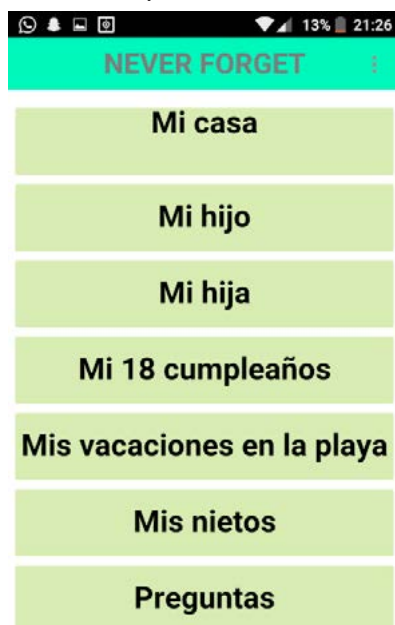 13% 21:26
NEVER FORGET
Mi casa
Mi hijo
Mi hija
Mi 18 cumpleaños
Mis vacaciones en la playa
Mis nietos
Preguntas